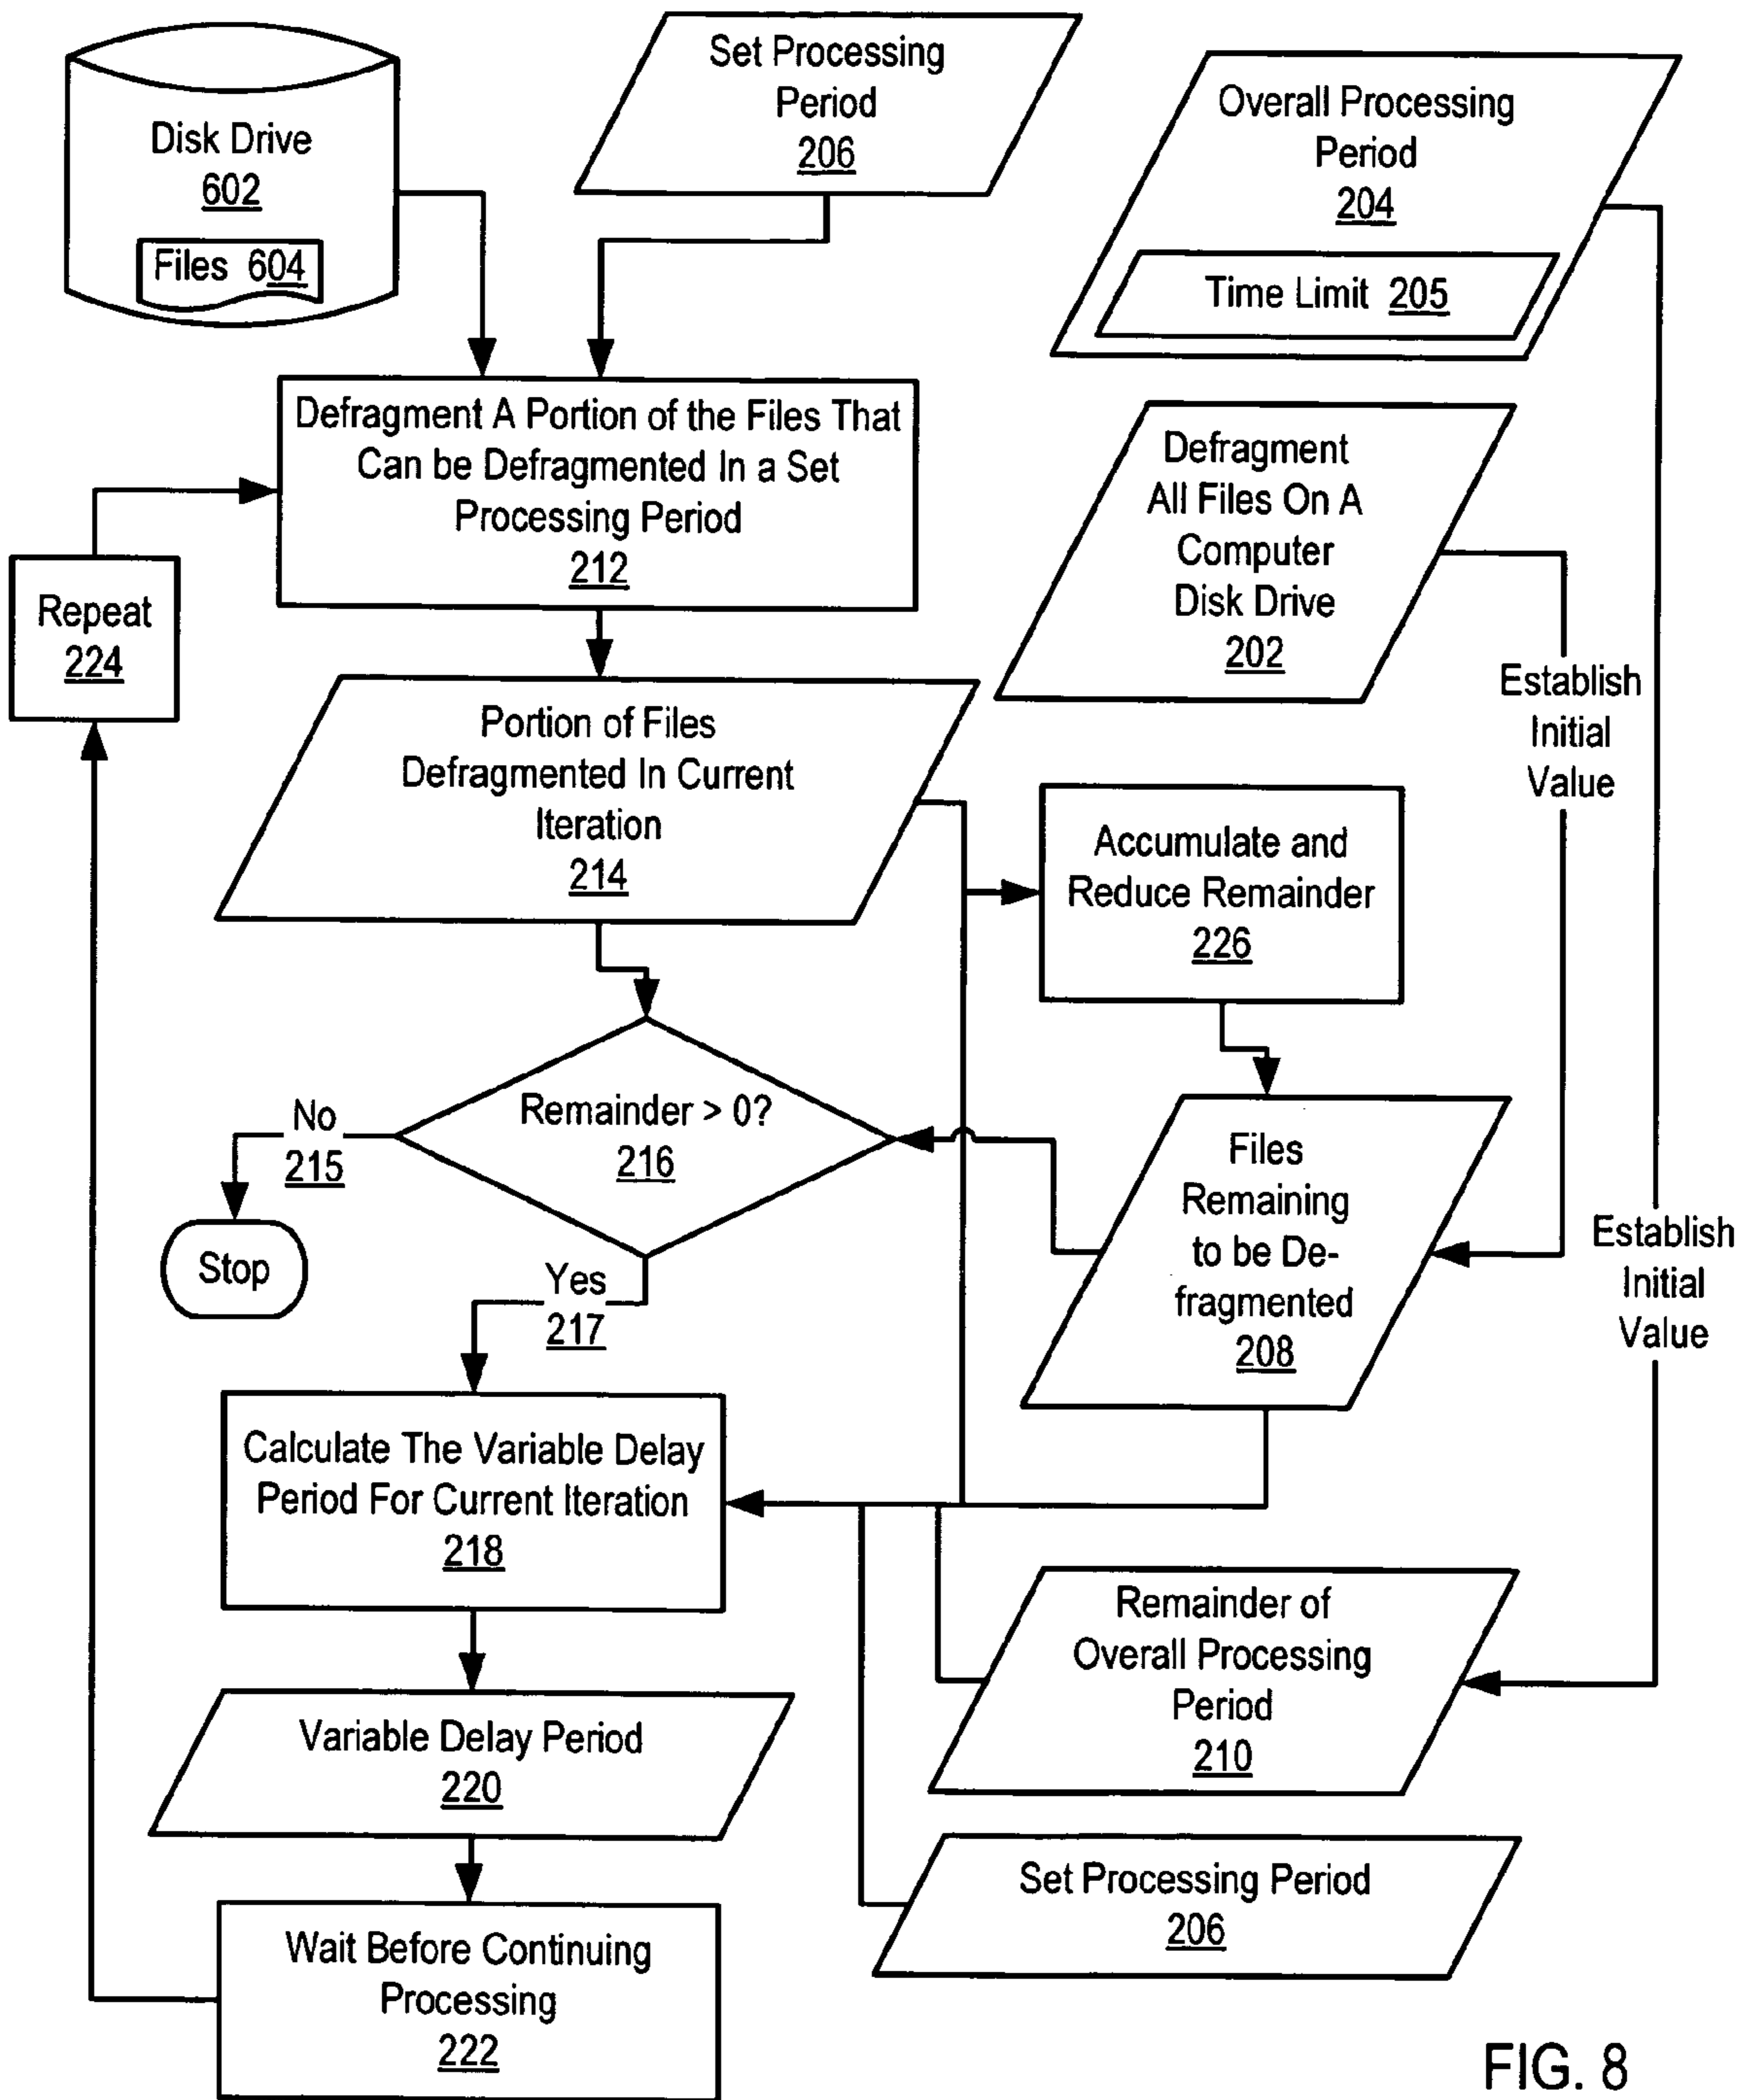 Set Processing
Period
206
Overall Processing
Period
204
Time Limit 205
Disk Drive
602
Files 604
Defragment A Portion of the Files That
Can be Defragmented In a Set
Processing Period
212
Defragment
All Files On A
Computer
Disk Drive
202
Repeat
224
Establish
Initial
Value
Portion of Files
Defragmented In Current
Iteration
214
Accumulate and
Reduce Remainder
226
Remainder > 0?
216
No
215
Stop
Yes
217
Files
Remaining
to be De-
fragmented
208
Establish
Initial
Value
Calculate The Variable Delay
Period For Current Iteration
218
Remainder of
Overall Processing
Period
210
Variable Delay Period
220
Set Processing Period
206
Wait Before Continuing
Processing
222
FIG. 8